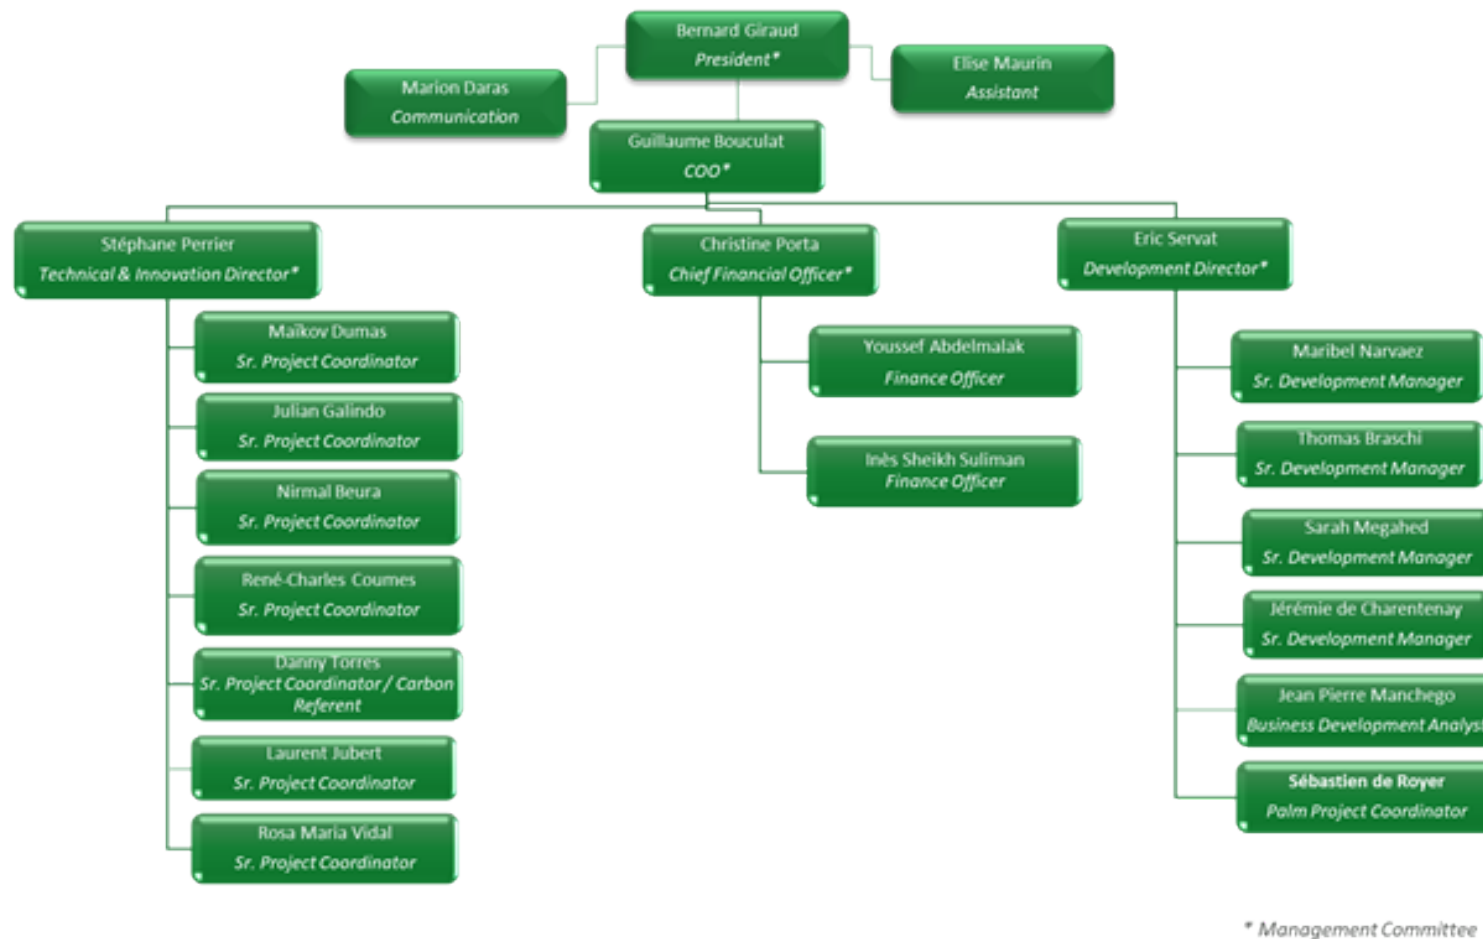 Bernard Giraud
President*
Elise Maurin
Assistant
Marion Daras
Communication
Guillaume Bouculat
COO*
Stéphane Perrier
Technical & Innovation Director*
Maïkov Dumas
Sr. Project Coordinator
Julian Galindo
Sr. Project Coordinator
Nirmal Beura
Sr. Project Coordinator
René-Charles Coumes
Sr. Project Coordinator
Danny Torres
Sr. Project Coordinator / Carbon
Referent
Laurent Jubert
Sr. Project Coordinator
Rosa Maria Vidal
Sr. Project Coordinator
Christine Porta
Chief Financial Officer*
Youssef Abdelmalak
Finance Officer
Inès Sheikh Suliman
Finance Officer
Eric Servat
Development Director*
Maribel Narvaez
Sr. Development Manager
Thomas Braschi
Sr. Development Manager
Sarah Megahed
Sr. Development Manager
Jérémie de Charentenay
Sr. Development Manager
Jean Pierre Manchego
Business Development Analys
Sébastien de Royer
Palm Project Coordinator
* Management Committee